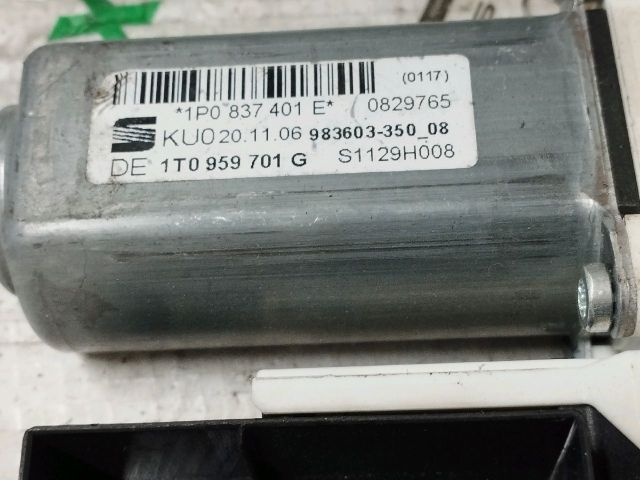 (0117)
*1P0 837 401 E* 0829765
KU0 20.11.06 983603-350_08
DE 1T0 959 701 G S1129H008